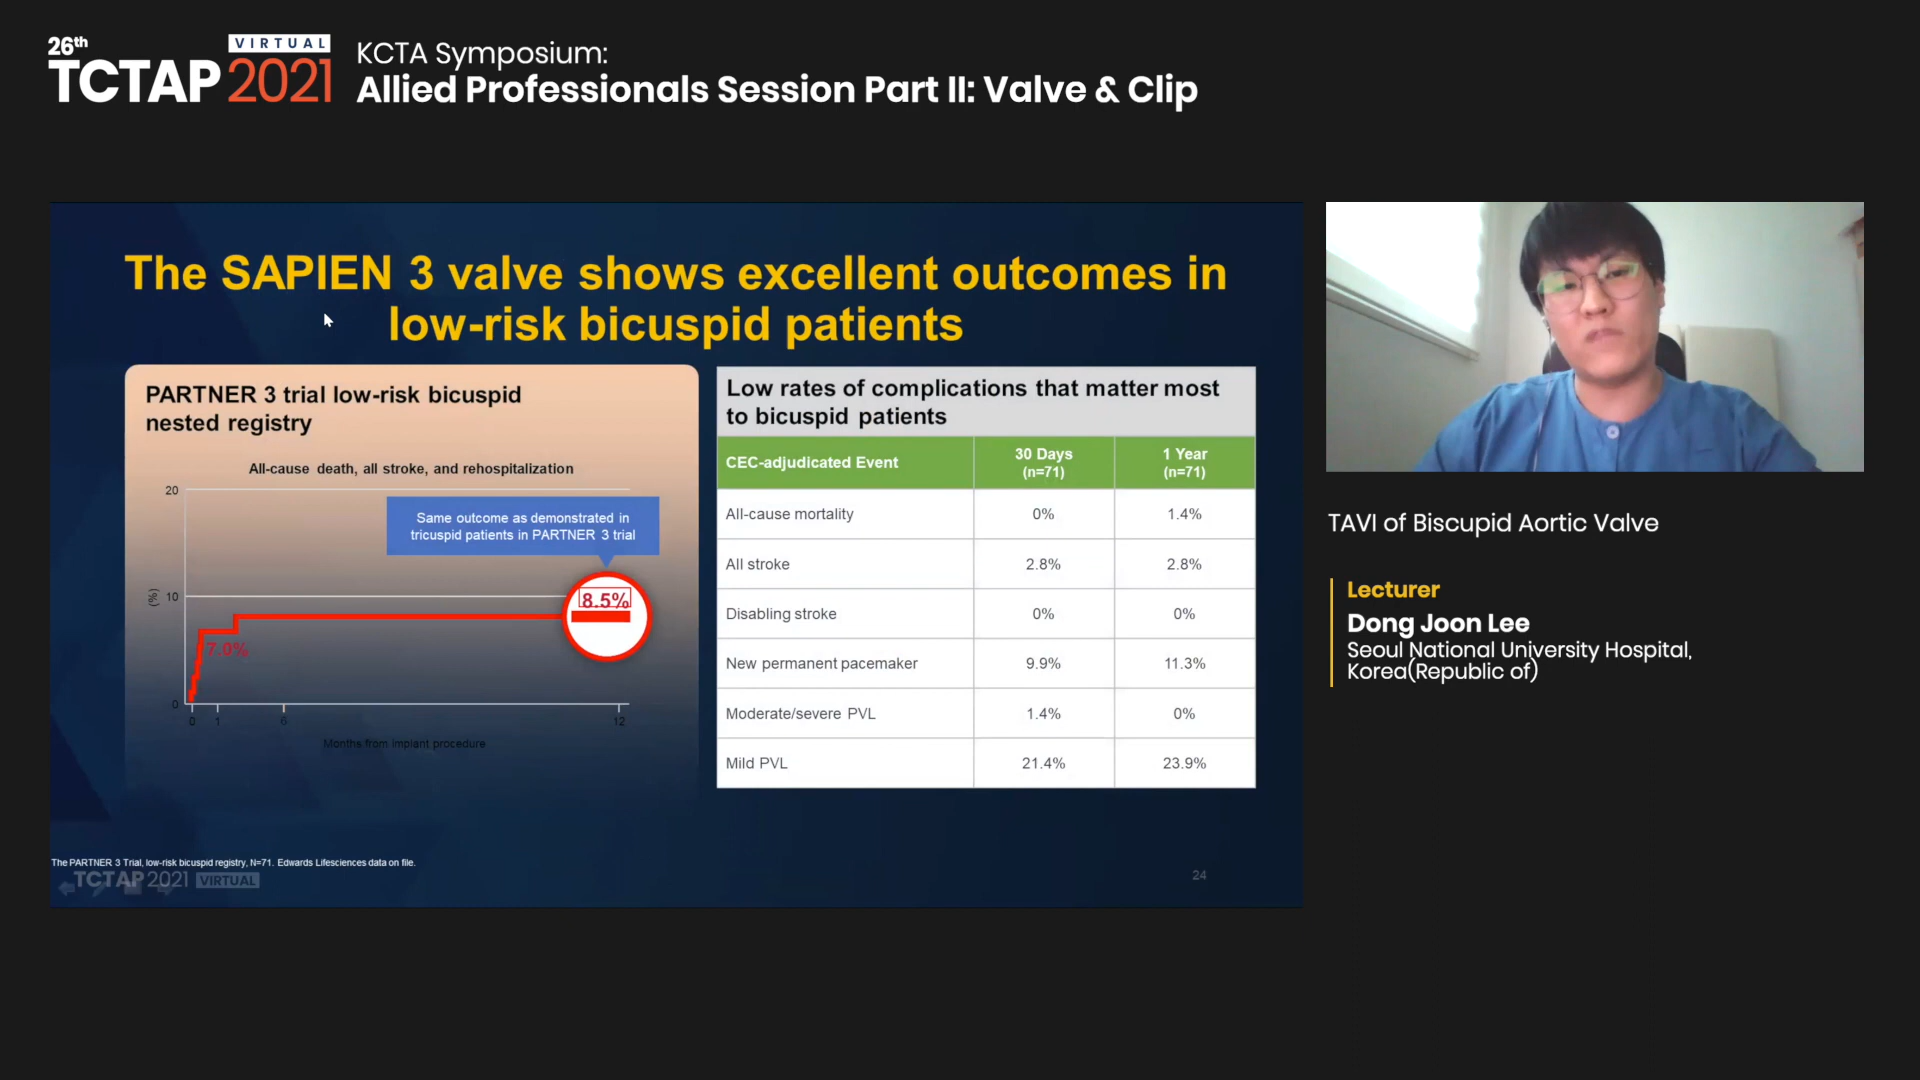 26th
VIRTUAL
TCTAP 2021
KCTA Symposium:
Allied Professionals Session Part II: Valve & Clip
The SAPIEN 3 valve shows excellent outcomes in
low-risk bicuspid patients
PARTNER 3 trial low-risk bicuspid
nested registry
All-cause death, all stroke, and rehospitalization
20
Same outcome as demonstrated in
tricuspid patients in PARTNER 3 trial
(%)
10
8.5%
7.0%
0
0 1 6 12
Months from implant procedure
Low rates of complications that matter most
to bicuspid patients
CEC-adjudicated Event 30 Days (n=71) 1 Year (n=71)
All-cause mortality 0% 1.4%
All stroke 2.8% 2.8%
Disabling stroke 0% 0%
New permanent pacemaker 9.9% 11.3%
Moderate/severe PVL 1.4% 0%
Mild PVL 21.4% 23.9%
The PARTNER 3 Trial, low-risk bicuspid registry, N=71. Edwards Lifesciences data on file.
TCTAP 2021 VIRTUAL
24
TAVI of Biscupid Aortic Valve
Lecturer
Dong Joon Lee
Seoul National University Hospital,
Korea(Republic of)